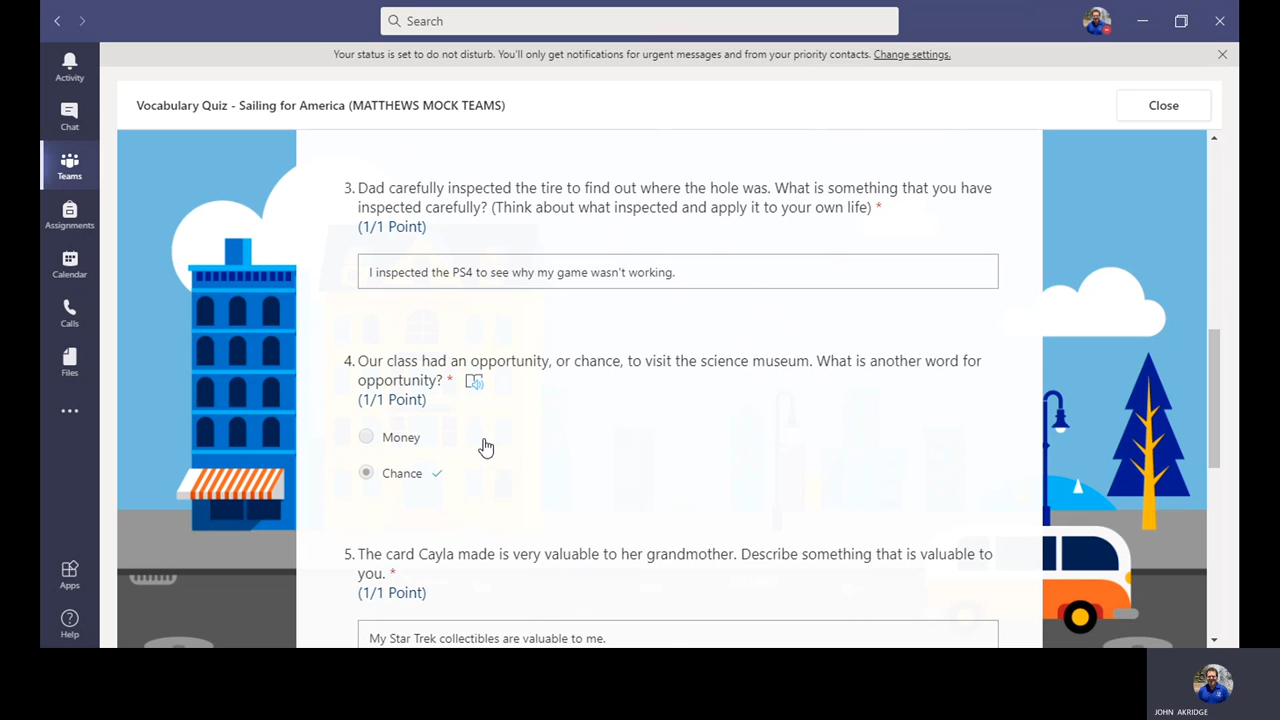 Search
Your status is set to do not disturb. You'll only get notifications for urgent messages and from your priority contacts. Change settings.
Activity
Chat
Teams
Assignments
Calendar
Calls
Files
Apps
Help
Vocabulary Quiz - Sailing for America (MATTHEWS MOCK TEAMS)
Close
3. Dad carefully inspected the tire to find out where the hole was. What is something that you have
inspected carefully? (Think about what inspected and apply it to your own life) *
(1/1 Point)
I inspected the PS4 to see why my game wasn't working.
4. Our class had an opportunity, or chance, to visit the science museum. What is another word for
opportunity? *
(1/1 Point)
Money
Chance
5. The card Cayla made is very valuable to her grandmother. Describe something that is valuable to
you. *
(1/1 Point)
My Star Trek collectibles are valuable to me.
JOHN AKRIDGE